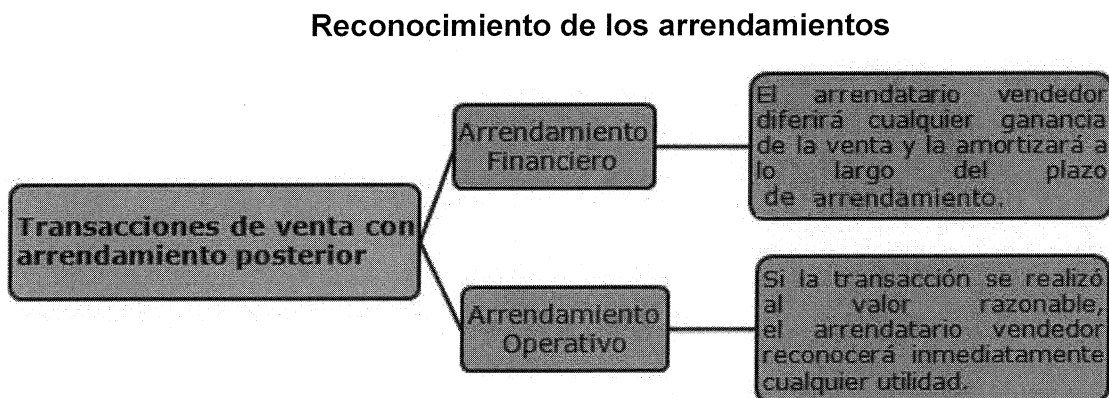 Reconocimiento de los arrendamientos
Transacciones de venta con
arrendamiento posterior
Arrendamiento
Financiero
El arrendatario vendedor
diferirá cualquier ganancia
de la venta y la amortizará a
lo largo del plazo
de arrendamiento.
Arrendamiento
Operativo
Si la transacción se realizó
al valor razonable,
el arrendatario vendedor
reconocerá inmediatamente
cualquier utilidad.